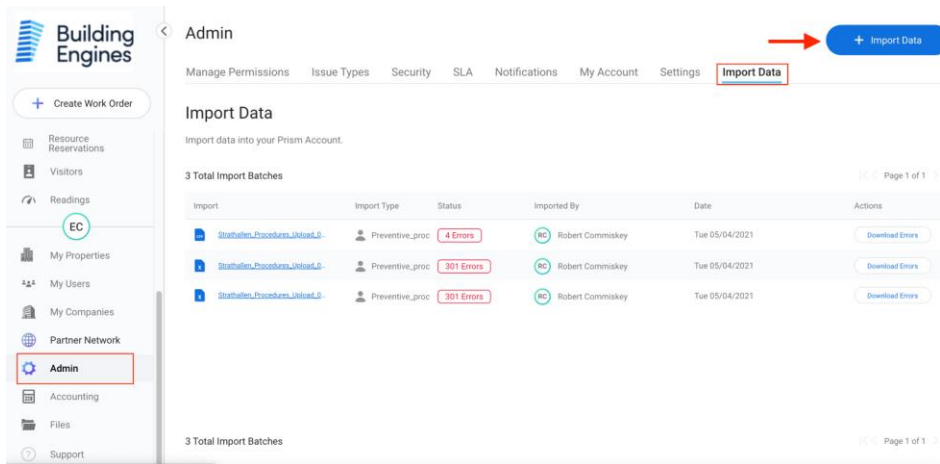 Building
Engines
Create Work Order
Resource
Reservations
Visitors
Readings
EC
My Properties
My Users
My Companies
Partner Network
Admin
Accounting
Files
Support
Admin
+ Import Data
Manage Permissions Issue Types Security SLA Notifications My Account Settings Import Data
Import Data
Import data into your Prism Account.
3 Total Import Batches Page 1 of 1
Import Import Type Status Imported By Date Actions
Strathallen_Procedures_Upload_0... Preventive_proc 4 Errors RC Robert Commiskey Tue 05/04/2021 Download Errors
Strathallen_Procedures_Upload_0... Preventive_proc 301 Errors RC Robert Commiskey Tue 05/04/2021 Download Errors
Strathallen_Procedures_Upload_0... Preventive_proc 301 Errors RC Robert Commiskey Tue 05/04/2021 Download Errors
3 Total Import Batches Page 1 of 1